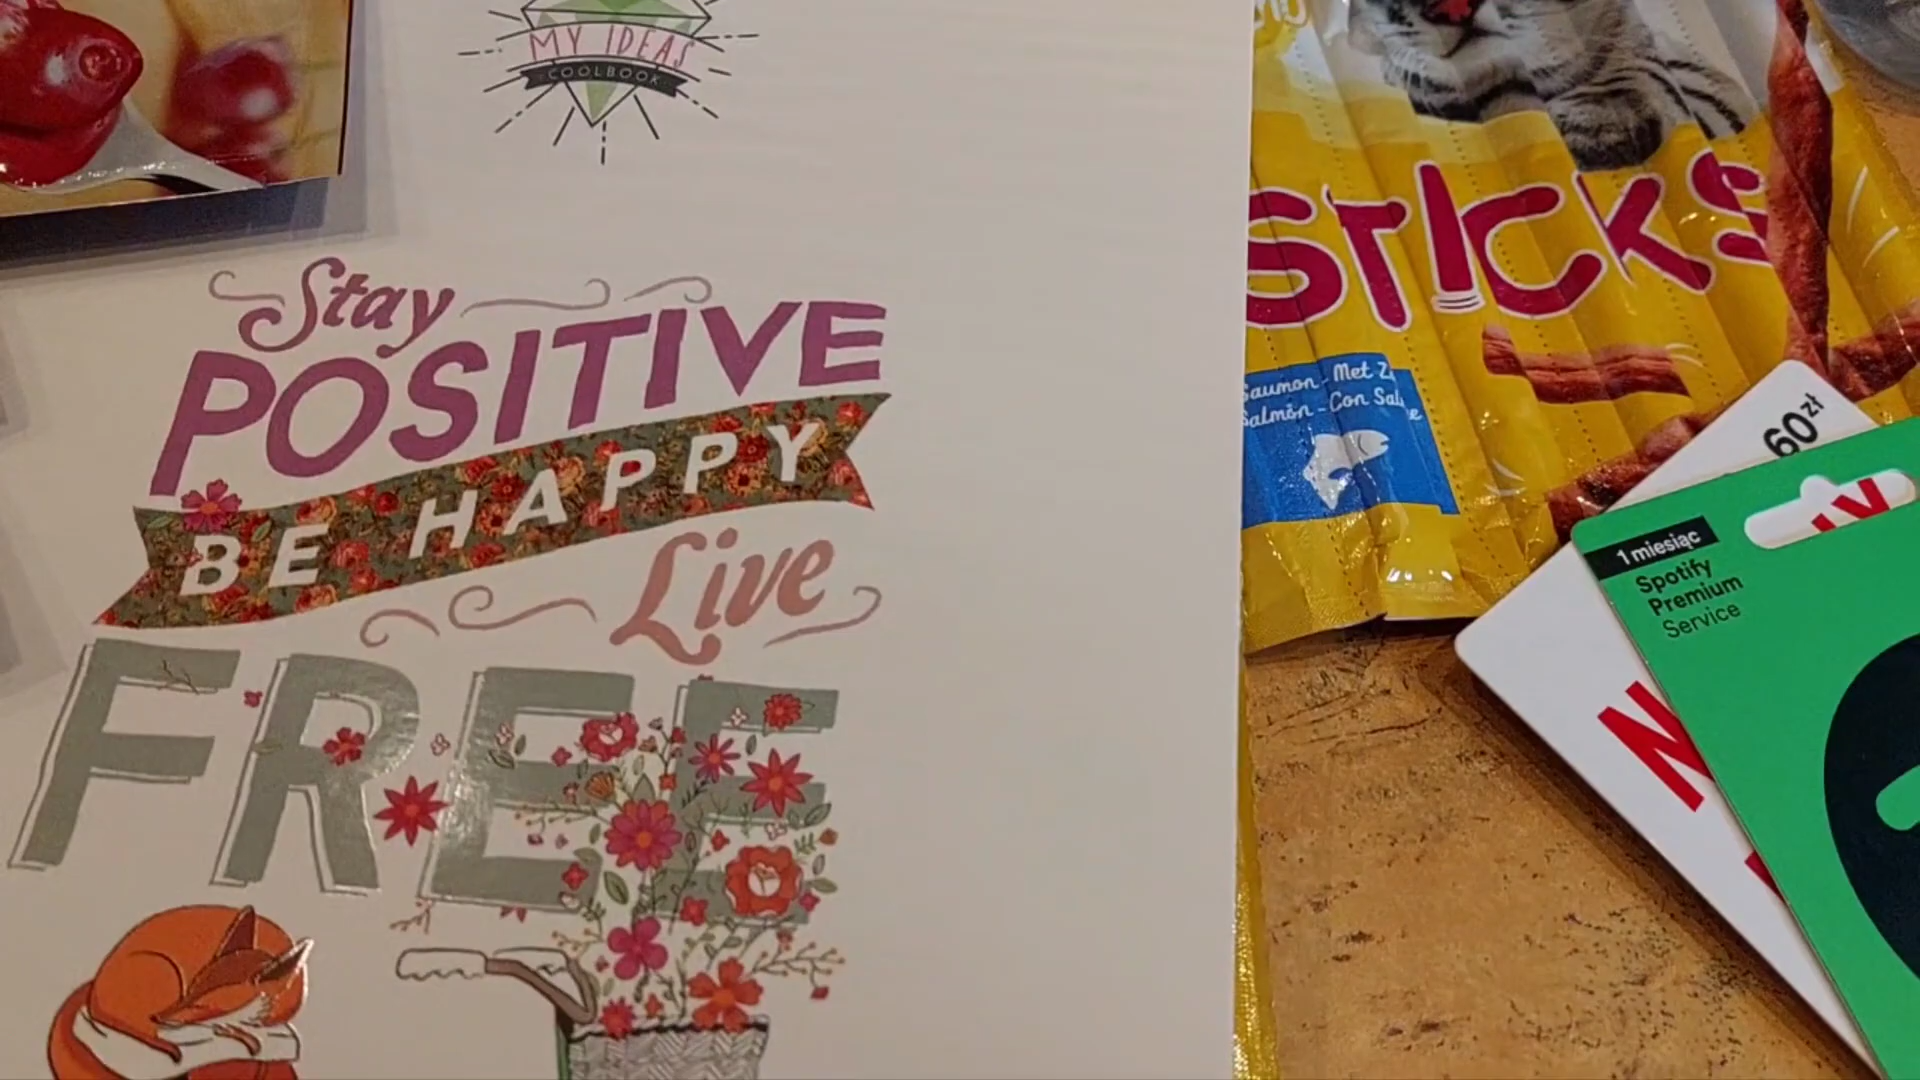 MY IDEAS
COOLBOOK
Stay
POSITIVE
BE HAPPY
Live
FREE
STICKS
Saumon - Met
Salmón - Con
60 zł
1 miesiąc
Spotify
Premium
Service
N